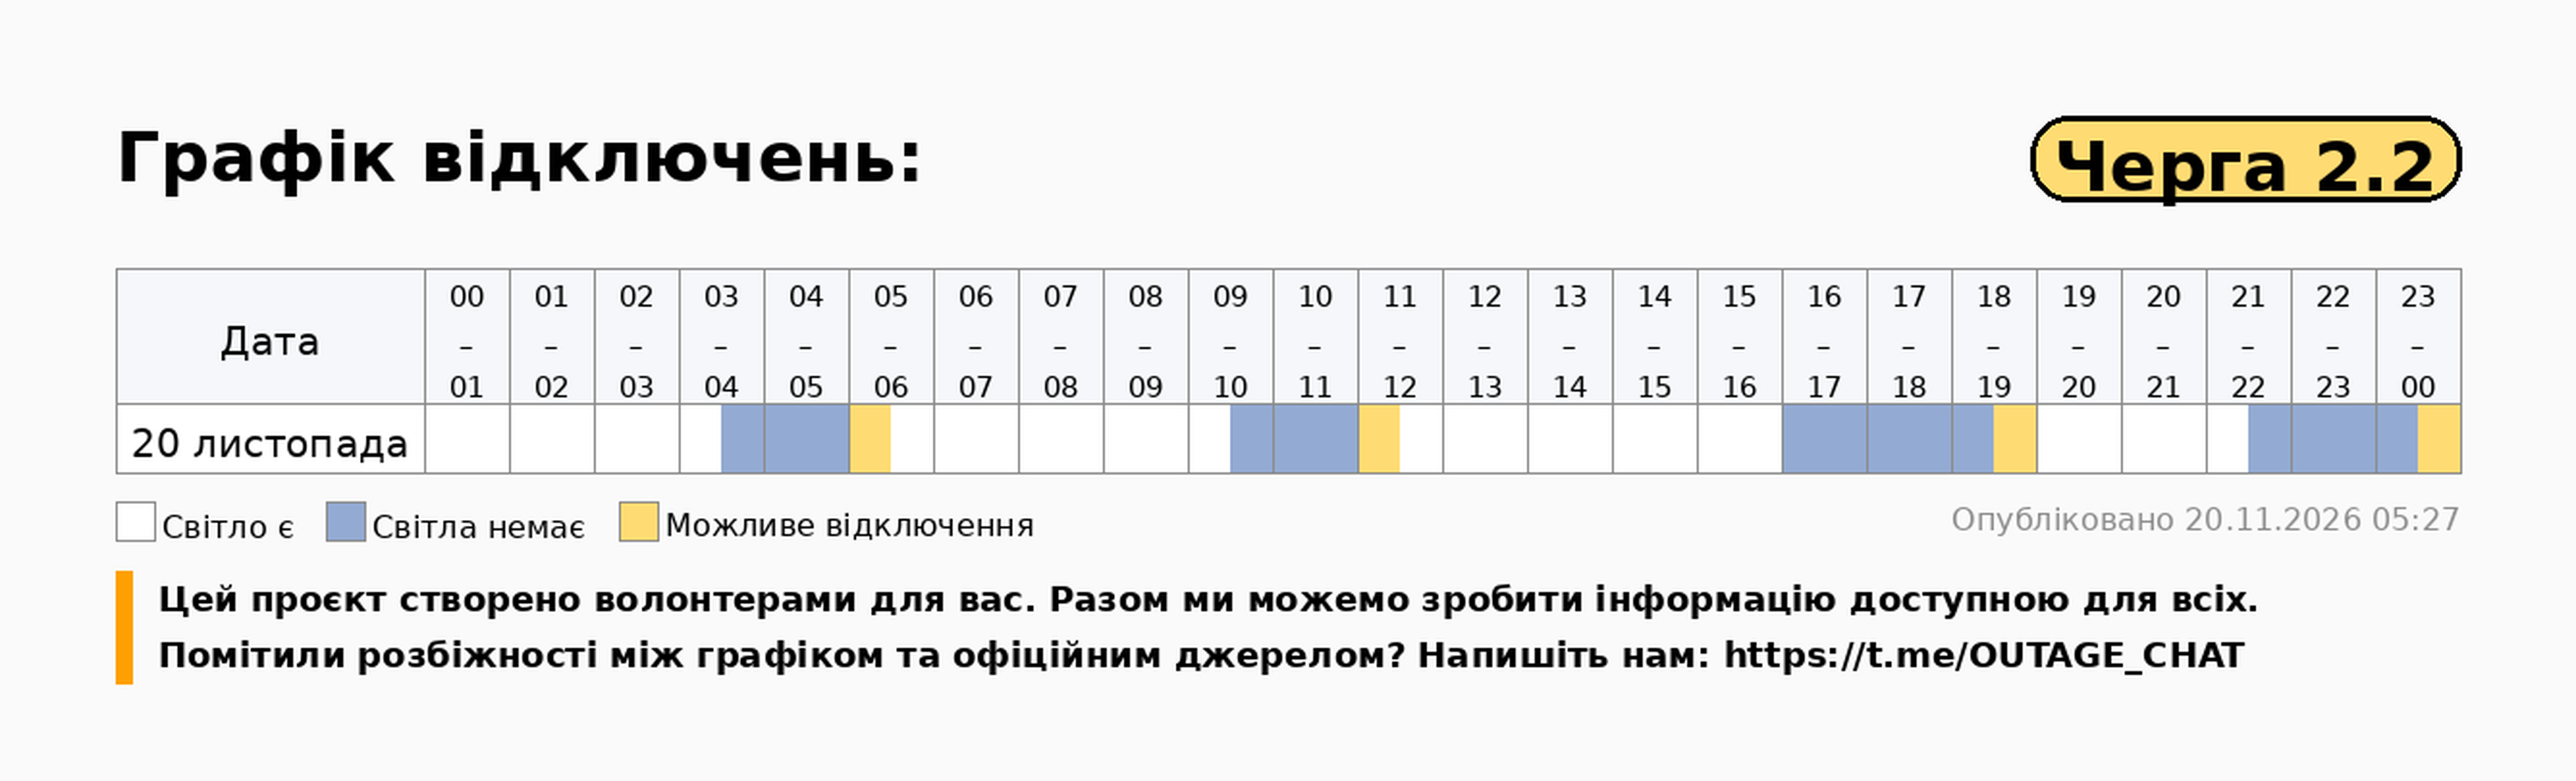 Графік відключень:
Черга 2.2
Дата
00 – 01
01 – 02
02 – 03
03 – 04
04 – 05
05 – 06
06 – 07
07 – 08
08 – 09
09 – 10
10 – 11
11 – 12
12 – 13
13 – 14
14 – 15
15 – 16
16 – 17
17 – 18
18 – 19
19 – 20
20 – 21
21 – 22
22 – 23
23 – 00
20 листопада
Світло є
Світла немає
Можливе відключення
Опубліковано 20.11.2026 05:27
Цей проєкт створено волонтерами для вас. Разом ми можемо зробити інформацію доступною для всіх.
Помітили розбіжності між графіком та офіційним джерелом? Напишіть нам: https://t.me/OUTAGE_CHAT